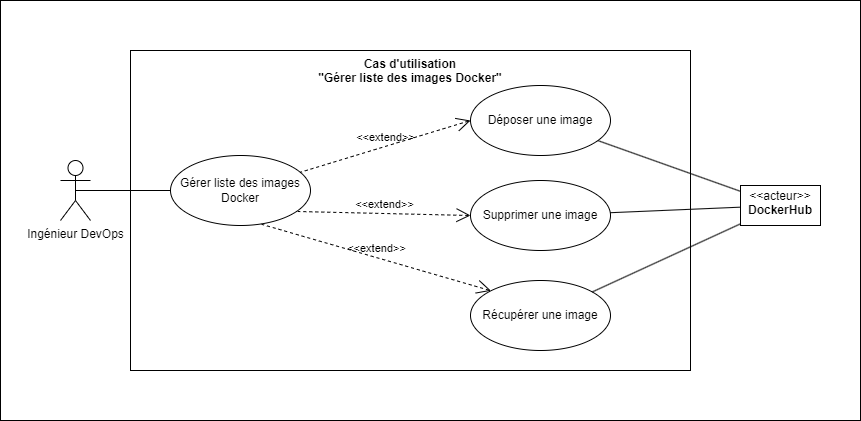 Cas d'utilisation
"Gérer liste des images Docker"
Déposer une image
<<extend>>
Gérer liste des images
Docker
<<extend>>
Supprimer une image
<<acteur>>
DockerHub
Ingénieur DevOps
<<extend>>
Récupérer une image